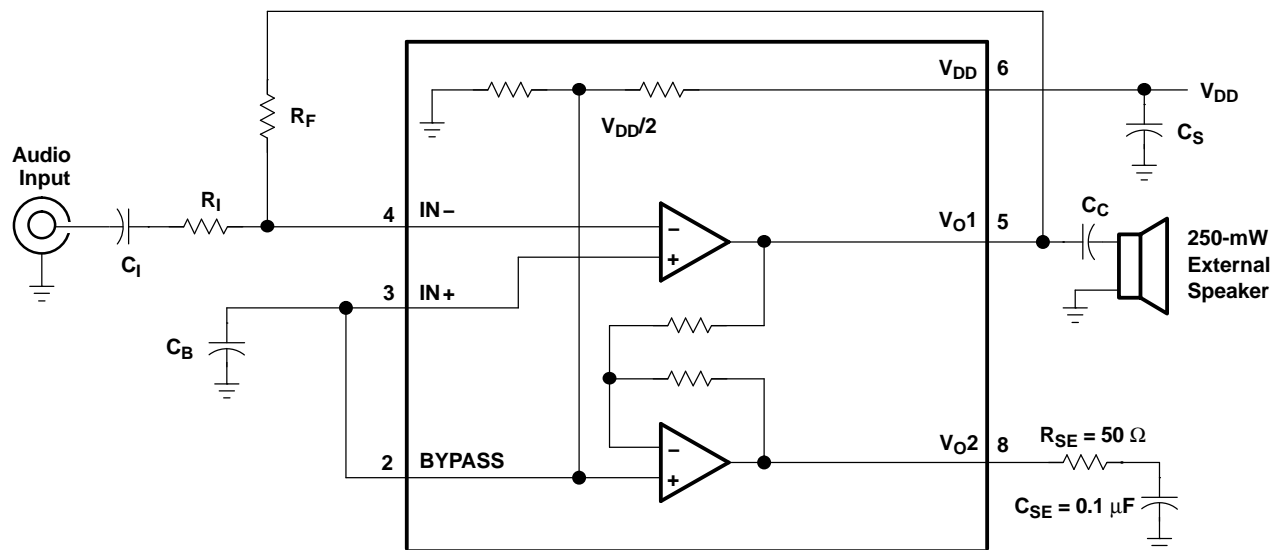 Audio
Input
C_I
R_I
R_F
C_B
4
IN−
3
IN+
2
BYPASS
V_DD/2
V_DD
6
V_DD
C_S
V_O1
5
C_C
250-mW
External
Speaker
V_O2
8
R_SE = 50 Ω
C_SE = 0.1 μF
−
+
−
+